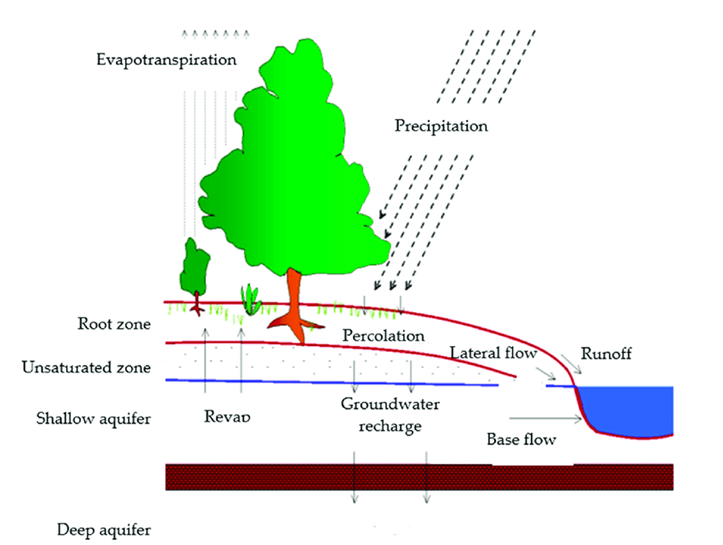 Evapotranspiration
Precipitation
Root zone
Percolation
Lateral flow
Runoff
Unsaturated zone
Shallow aquifer
Revap
Groundwater
recharge
Base flow
Deep aquifer